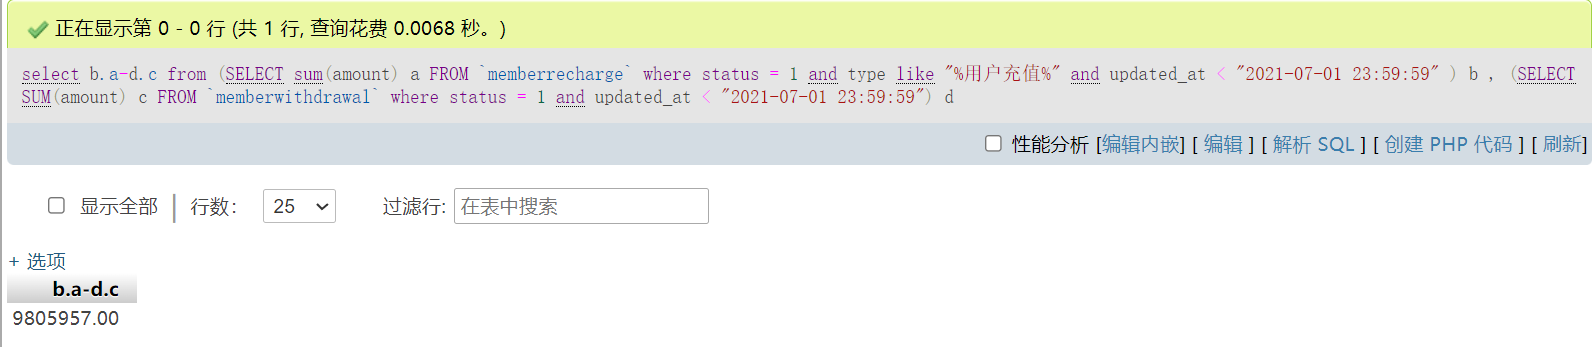 正在显示第 0 - 0 行 (共 1 行, 查询花费 0.0068 秒。)
select b.a-d.c from (SELECT sum(amount) a FROM `memberrecharge` where status = 1 and type like "%用户充值%" and updated_at < "2021-07-01 23:59:59" ) b , (SELECT
SUM(amount) c FROM `memberwithdrawal` where status = 1 and updated_at < "2021-07-01 23:59:59") d
性能分析 [编辑内嵌] [ 编辑 ] [ 解析 SQL ] [ 创建 PHP 代码 ] [ 刷新]
显示全部 行数: 25 过滤行: 在表中搜索
+ 选项
b.a-d.c
9805957.00